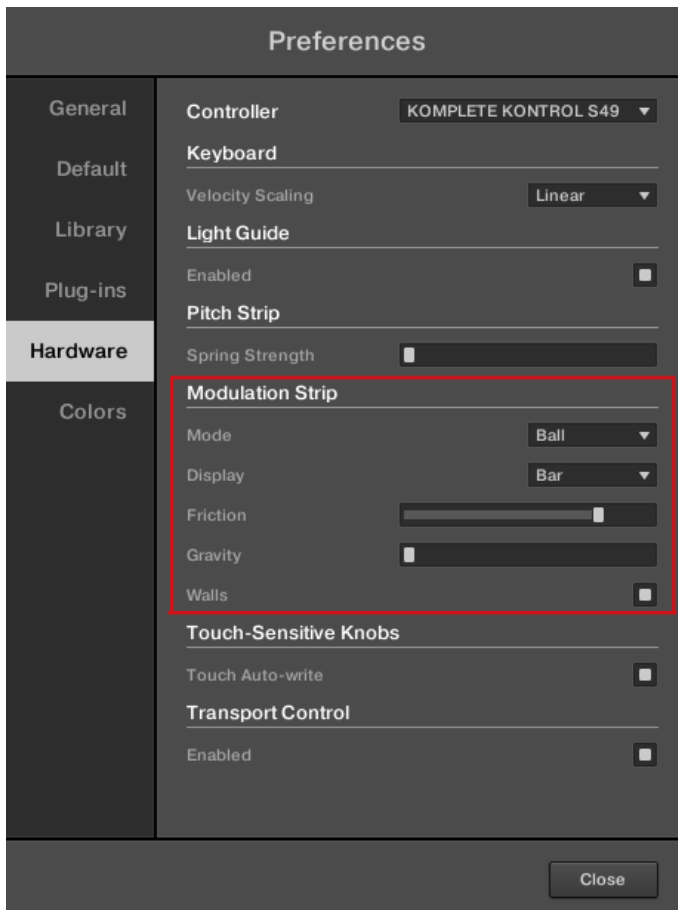 Preferences
General
Default
Library
Plug-ins
Hardware
Colors
Controller KOMPLETE KONTROL S49
Keyboard
Velocity Scaling Linear
Light Guide
Enabled
Pitch Strip
Spring Strength
Modulation Strip
Mode Ball
Display Bar
Friction
Gravity
Walls
Touch-Sensitive Knobs
Touch Auto-write
Transport Control
Enabled
Close